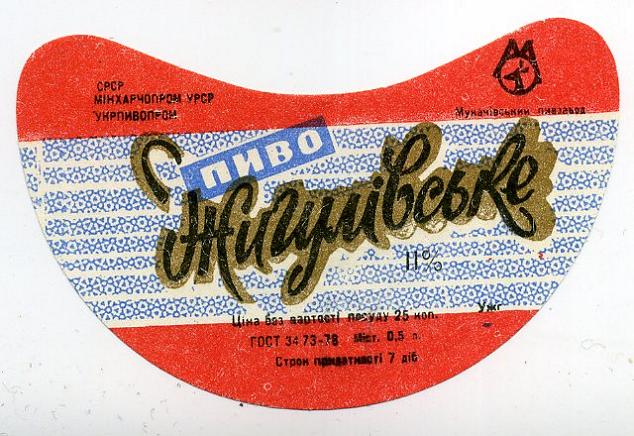 СРСР
МІНХАРЧОПРОМ УРСР
УКРПИВОПРОМ
Мукачівський пивзавод
ПИВО
Жигулівське
11%
Ціна без вартості посуду 25 коп.
Ужг
ГОСТ 3473-78 Міст. 0,5 л.
Строк придатності 7 діб